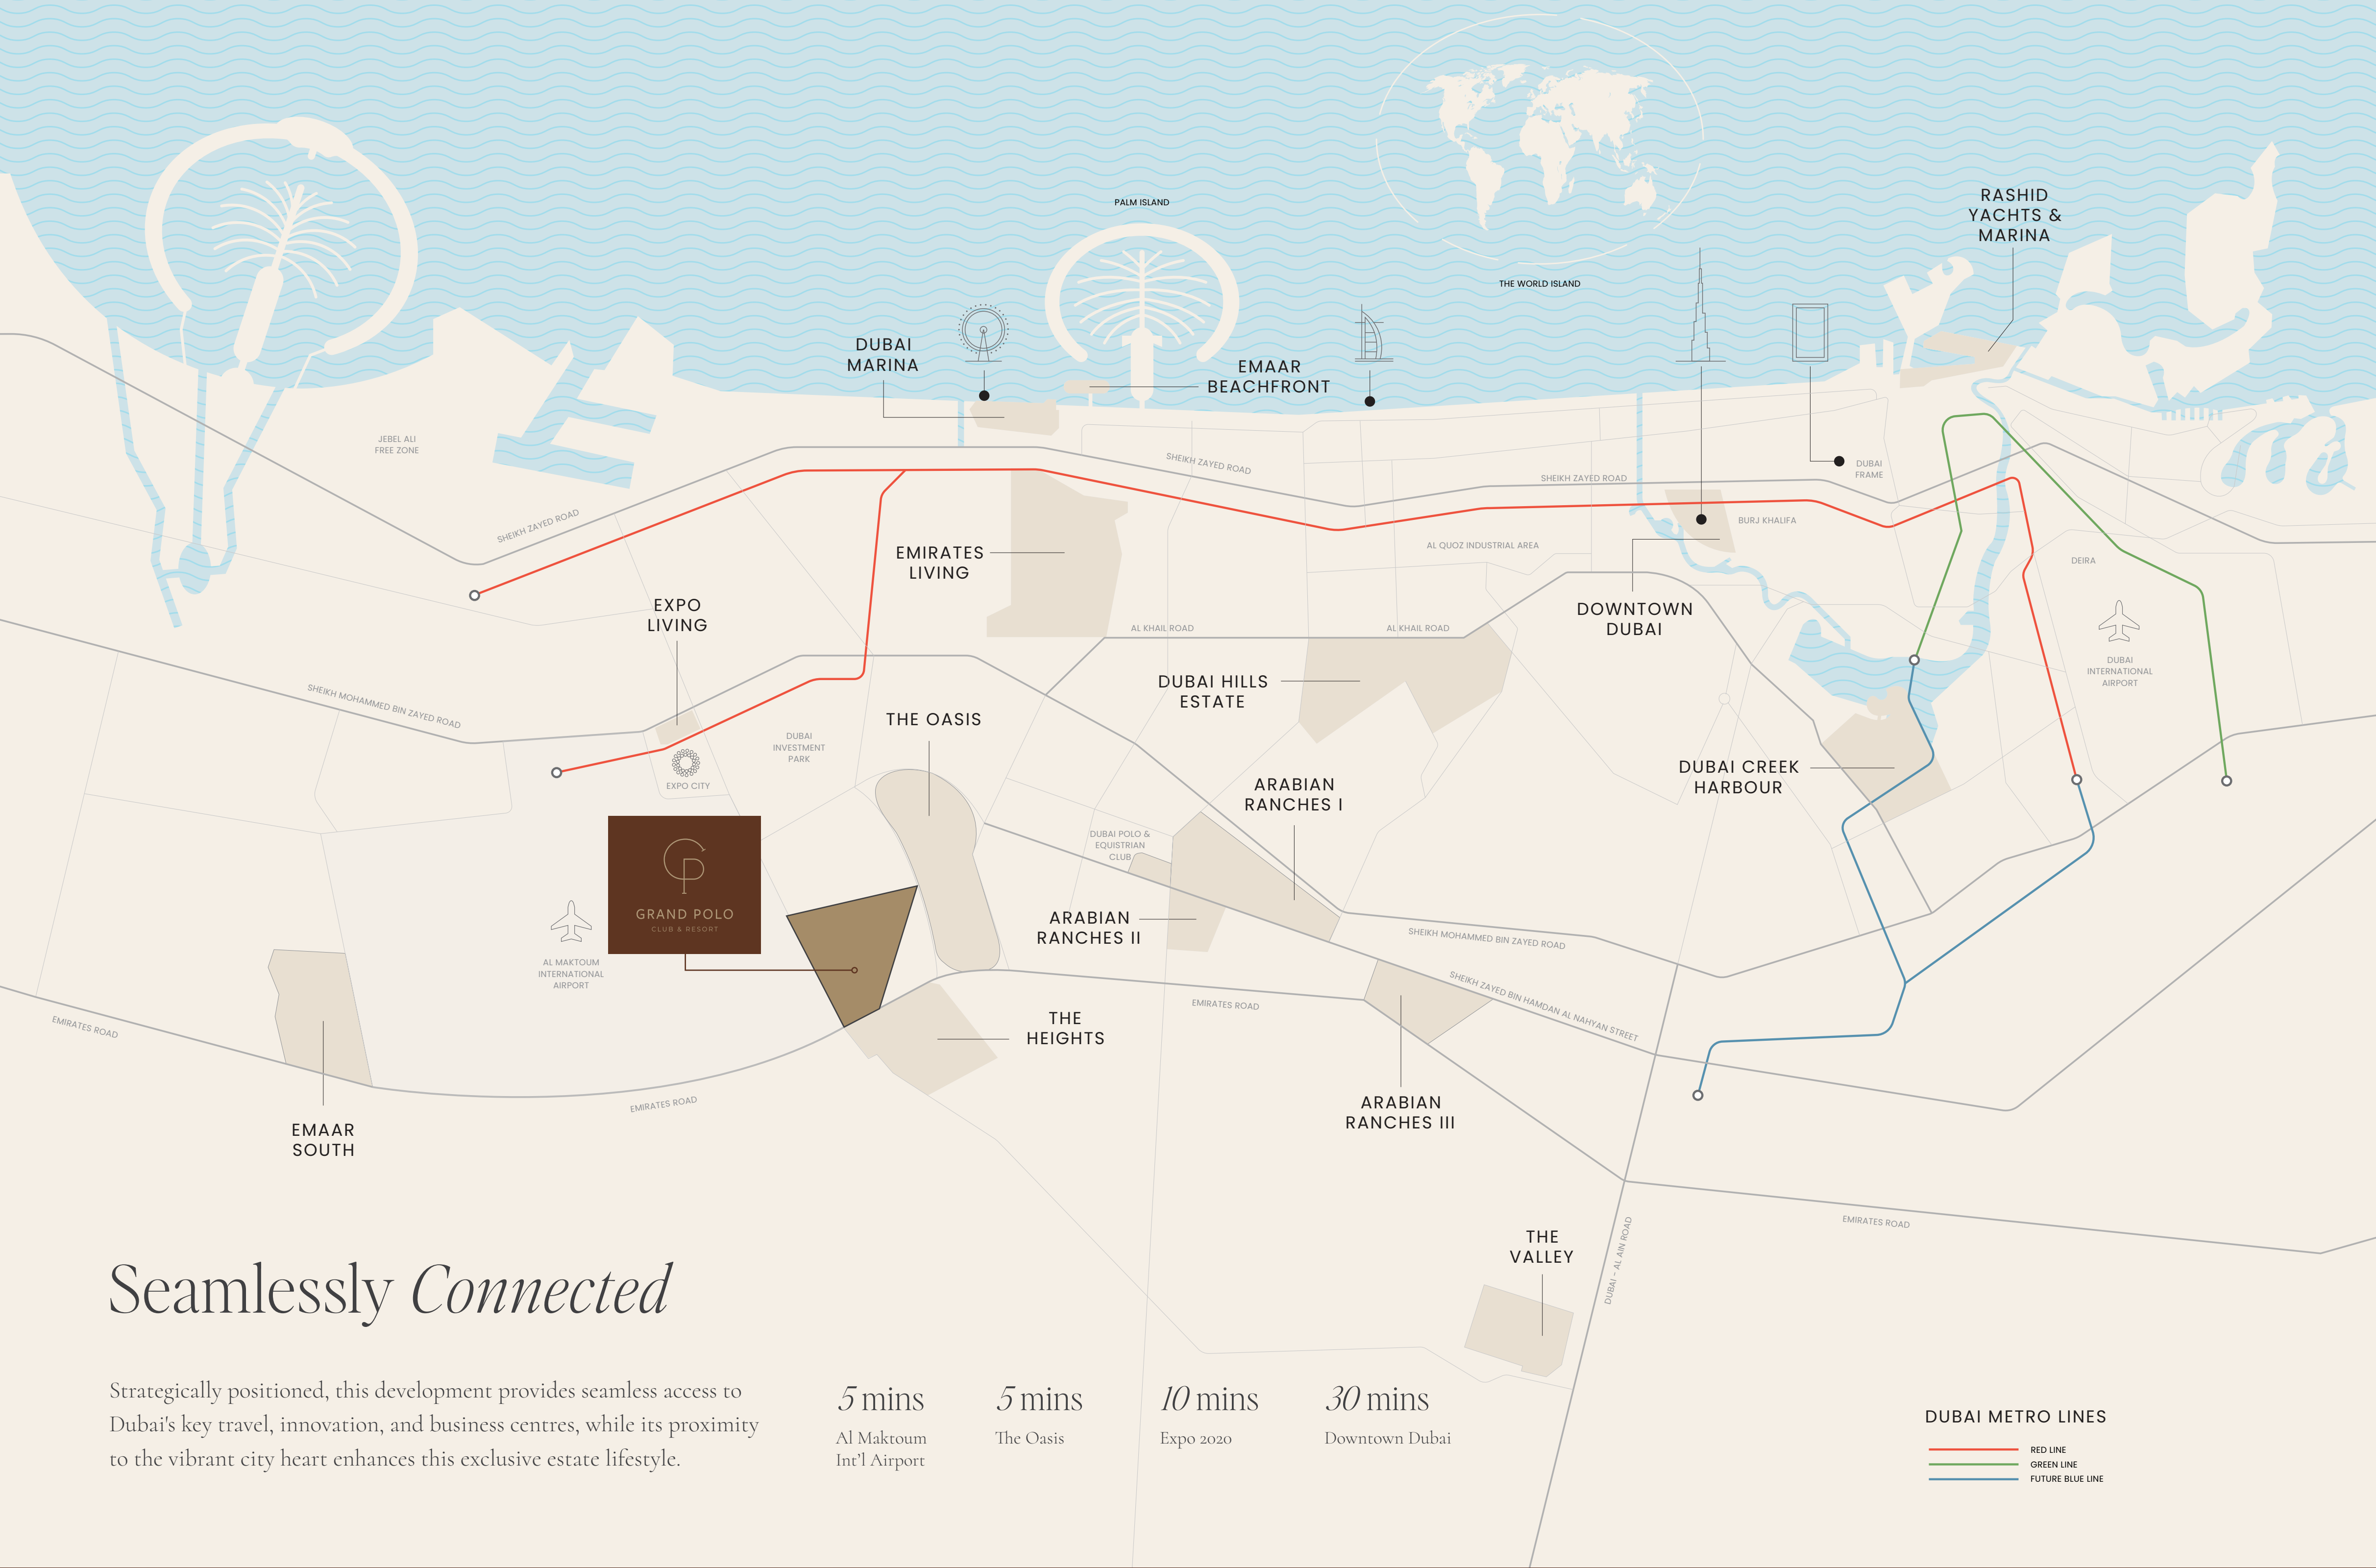 PALM ISLAND
THE WORLD ISLAND
RASHID
YACHTS &
MARINA
DUBAI
MARINA
EMAAR
BEACHFRONT
JEBEL ALI
FREE ZONE
SHEIKH ZAYED ROAD
SHEIKH ZAYED ROAD
SHEIKH ZAYED ROAD
DUBAI
FRAME
BURJ KHALIFA
AL QUOZ INDUSTRIAL AREA
EMIRATES
LIVING
DEIRA
EXPO
LIVING
DOWNTOWN
DUBAI
AL KHAIL ROAD
AL KHAIL ROAD
DUBAI
INTERNATIONAL
AIRPORT
DUBAI HILLS
ESTATE
SHEIKH MOHAMMED BIN ZAYED ROAD
THE OASIS
DUBAI
INVESTMENT
PARK
EXPO CITY
DUBAI CREEK
HARBOUR
ARABIAN
RANCHES I
DUBAI POLO &
EQUESTRIAN
CLUB
GRAND POLO
CLUB & RESORT
ARABIAN
RANCHES II
SHEIKH MOHAMMED BIN ZAYED ROAD
AL MAKTOUM
INTERNATIONAL
AIRPORT
SHEIKH ZAYED BIN HAMDAN AL NAHYAN STREET
EMIRATES ROAD
EMIRATES ROAD
THE
HEIGHTS
EMIRATES ROAD
ARABIAN
RANCHES III
EMAAR
SOUTH
EMIRATES ROAD
THE
VALLEY
DUBAI - AL AIN ROAD
Seamlessly Connected
Strategically positioned, this development provides seamless access to
Dubai's key travel, innovation, and business centres, while its proximity
to the vibrant city heart enhances this exclusive estate lifestyle.
5 mins
Al Maktoum
Int'l Airport
5 mins
The Oasis
10 mins
Expo 2020
30 mins
Downtown Dubai
DUBAI METRO LINES
RED LINE
GREEN LINE
FUTURE BLUE LINE